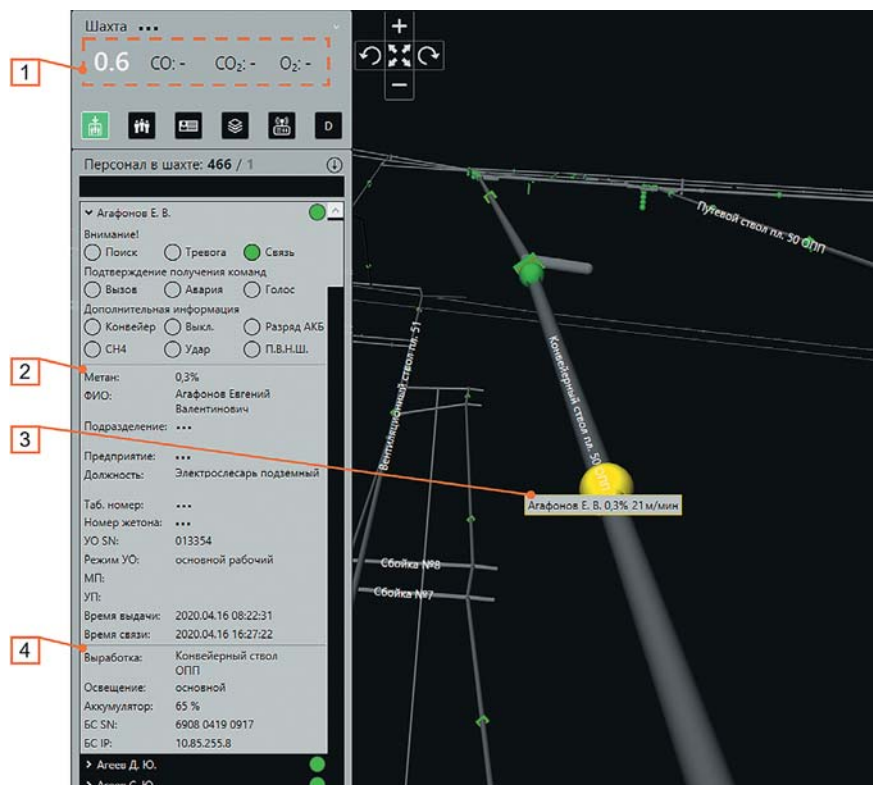 Шахта ...
1
0.6 CO: - CO₂: - O₂: -
D
Персонал в шахте: 466 / 1
Агафонов Е. В.
Внимание!
Поиск Тревога Связь
Подтверждение получения команд
Вызов Авария Голос
Дополнительная информация
Конвейер Выкл. Разряд АКБ
CH4 Удар П.В.Н.Ш.
2
Метан: 0,3%
ФИО: Агафонов Евгений
Валентинович
Подразделение: ...
3
Предприятие: ...
Должность: Электрослесарь подземный
Таб. номер: ...
Номер жетона: ...
УО SN: 013354
Режим УО: основной рабочий
МП:
УП:
Время выдачи: 2020.04.16 08:22:31
Время связи: 2020.04.16 16:27:22
4
Выработка: Конвейерный ствол
ОПП
Освещение: основной
Аккумулятор: 65 %
БС SN: 6908 0419 0917
БС IP: 10.85.255.8
Агеев Д. Ю.
Агеев С. Ю.
Путевой ствол пл. 50 ОПП
Вентиляционный ствол пл. 51
Конвейерный ствол пл. 50 ОПП
Агафонов Е. В. 0,3% 21 м/мин
Сбойка №8
Сбойка №7